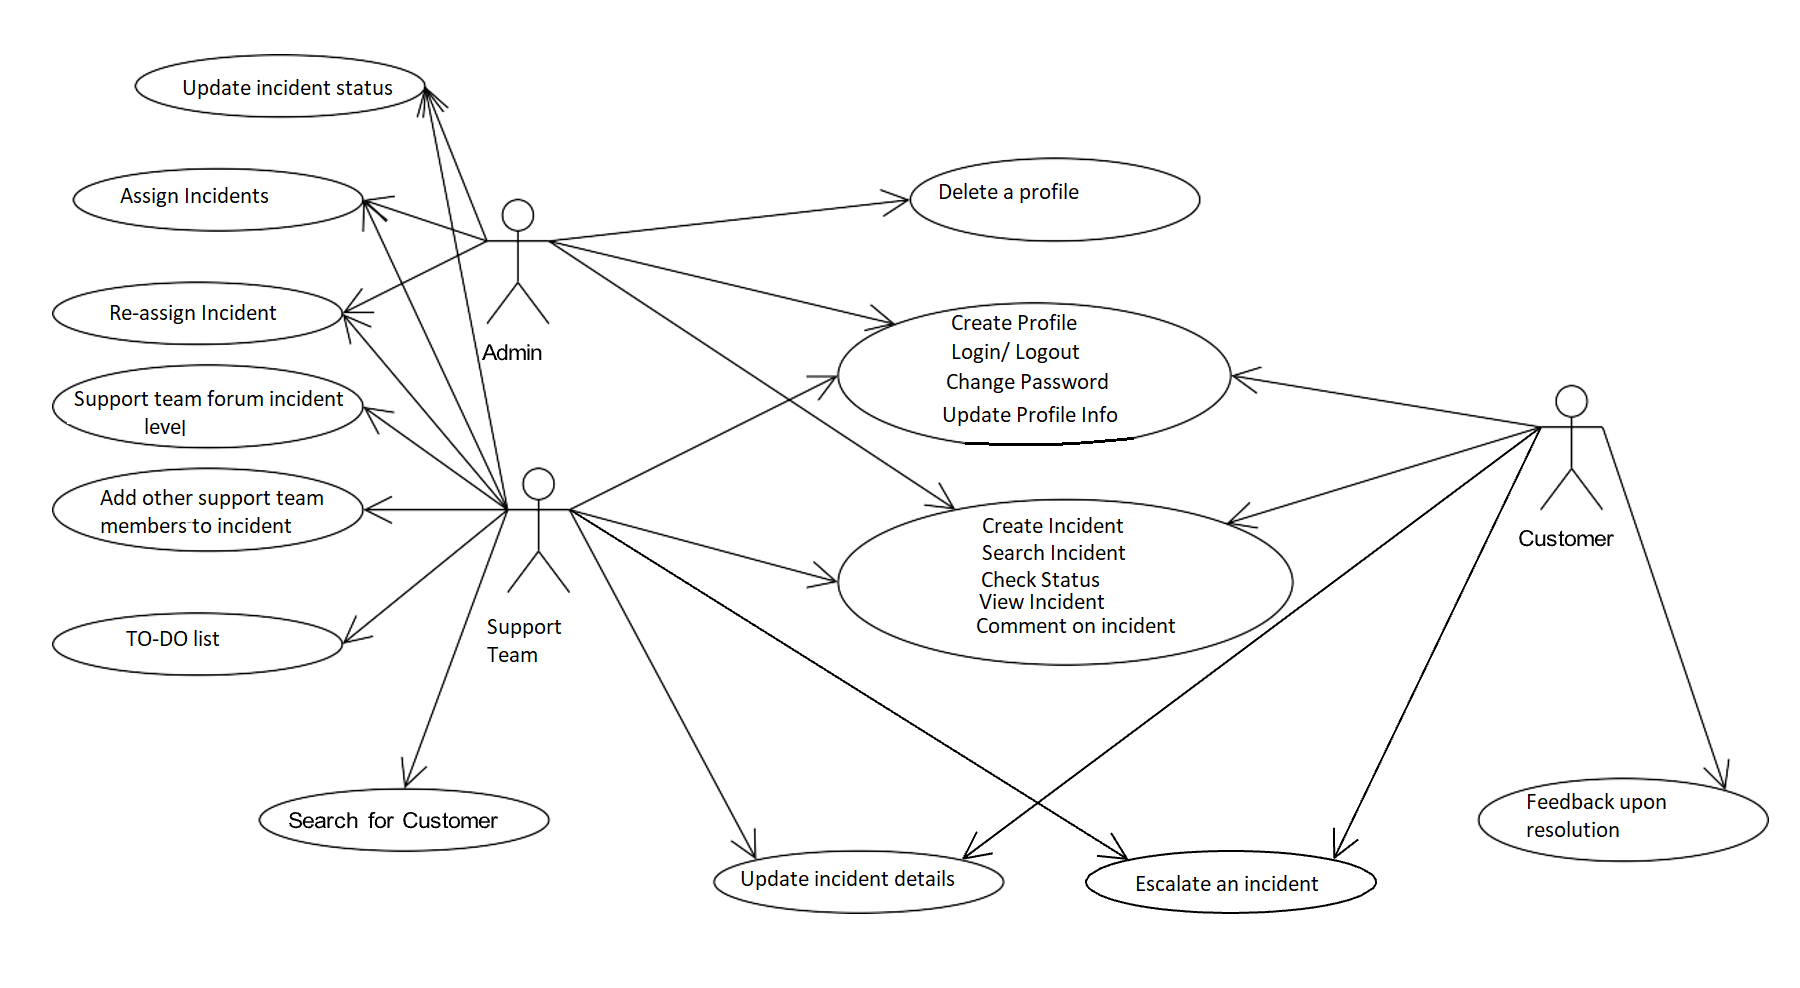 Update incident status
Assign Incidents
Re-assign Incident
Support team forum incident
level
Add other support team
members to incident
TO-DO list
Search for Customer
Admin
Support
Team
Delete a profile
Create Profile
Login/ Logout
Change Password
Update Profile Info
Create Incident
Search Incident
Check Status
View Incident
Comment on incident
Update incident details
Escalate an incident
Customer
Feedback upon
resolution